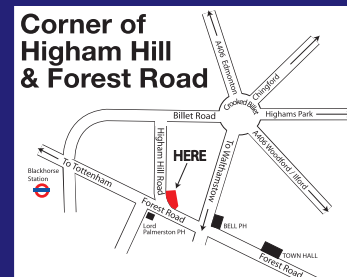 Corner of
Higham Hill
& Forest Road
A406 Edmonton
Chingford
Crooked Billet
Billet Road
Highams Park
A406 Woodford / Ilford
To Walthamstow
Higham Hill Road
HERE
To Tottenham
Blackhorse
Station
Forest Road
Lord
Palmerston PH
BELL PH
TOWN HALL
Forest Road